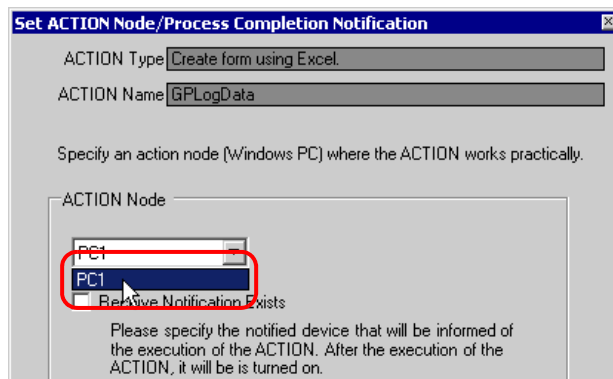 Set ACTION Node/Process Completion Notification
ACTION Type Create form using Excel.
ACTION Name GPLogData
Specify an action node (Windows PC) where the ACTION works practically.
ACTION Node
PC1
PC1
Receive Notification Exists
Please specify the notified device that will be informed of
the execution of the ACTION. After the execution of the
ACTION, it will be is turned on.